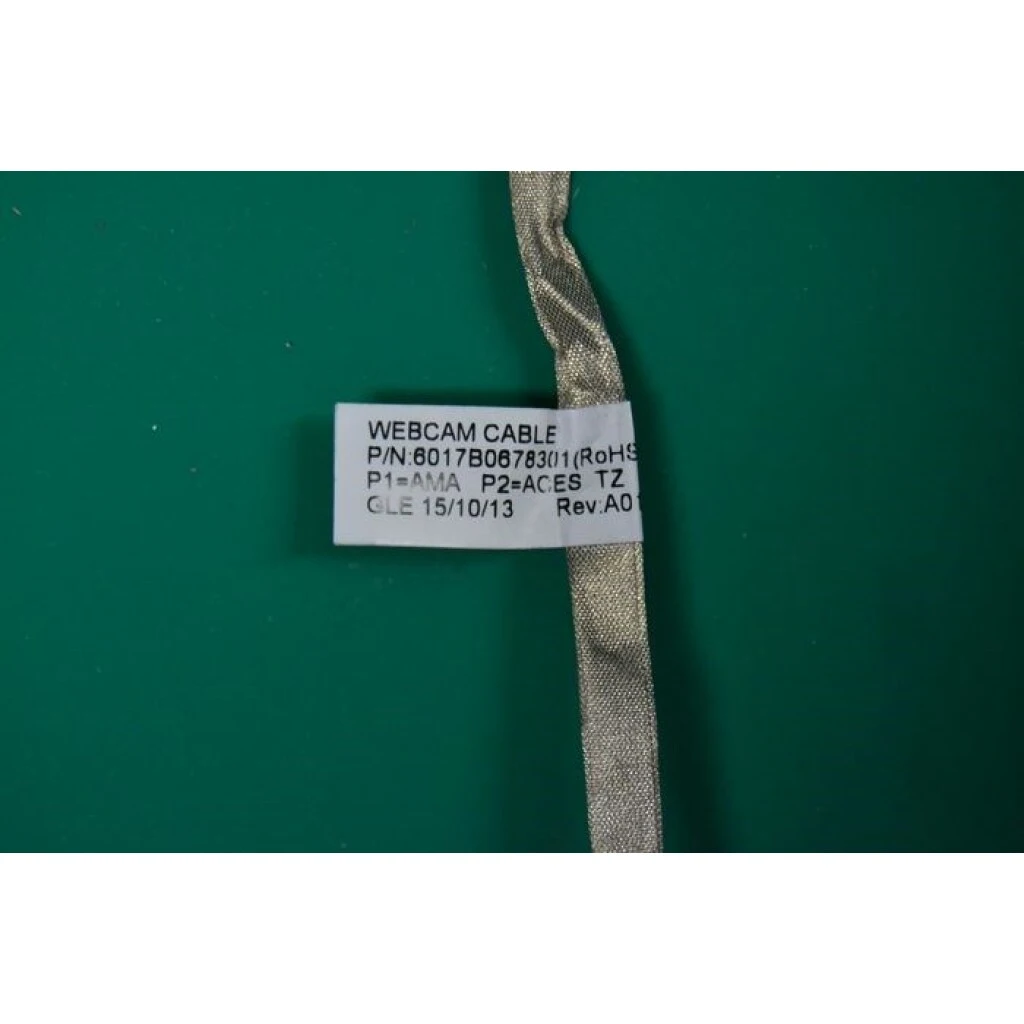 WEBCAM CABLE
P/N:6017B0678301(RoHS
P1=AMA P2=ACES TZ
GLE 15/10/13 Rev:A01